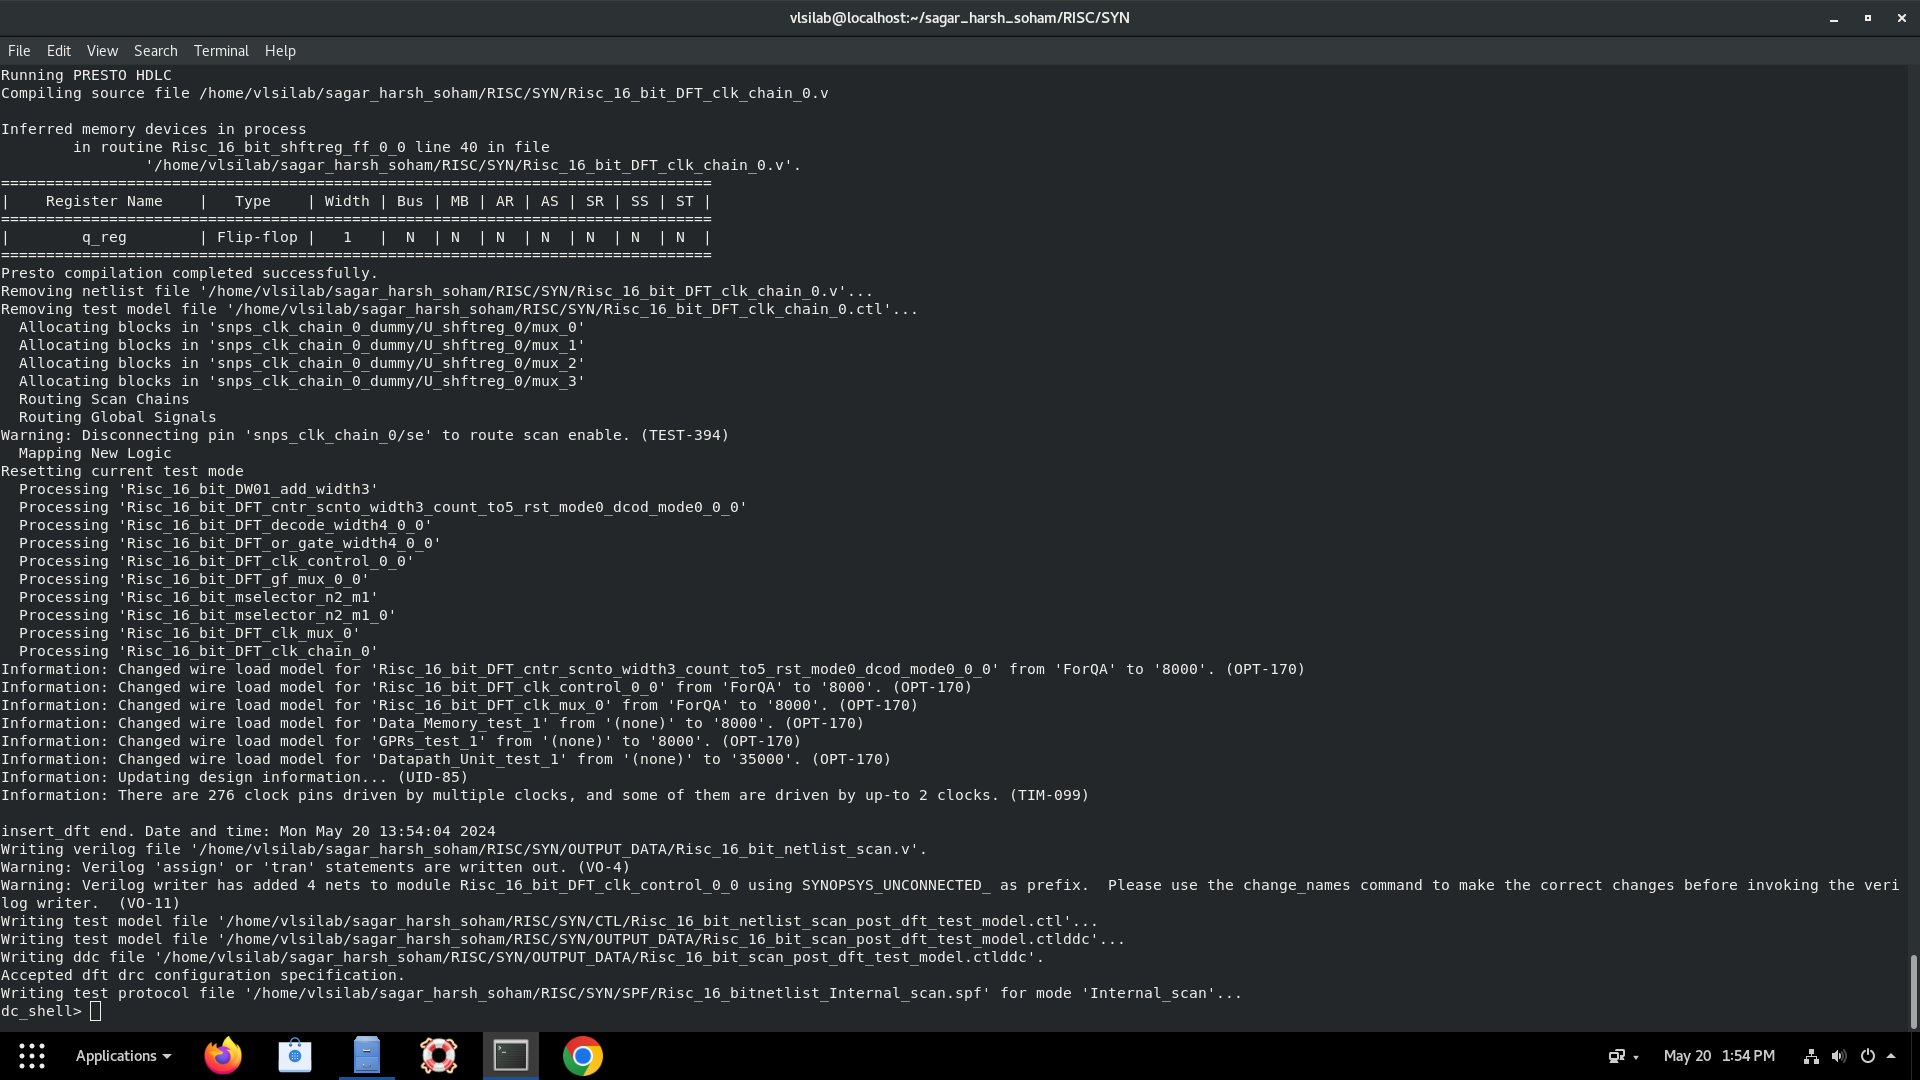 vlsilab@localhost:~/sagar_harsh_soham/RISC/SYN
File Edit View Search Terminal Help
Running PRESTO HDLC
Compiling source file /home/vlsilab/sagar_harsh_soham/RISC/SYN/Risc_16_bit_DFT_clk_chain_0.v
Inferred memory devices in process
in routine Risc_16_bit_shftreg_ff_0_0 line 40 in file
'/home/vlsilab/sagar_harsh_soham/RISC/SYN/Risc_16_bit_DFT_clk_chain_0.v'.
===============================================================================
| Register Name | Type | Width | Bus | MB | AR | AS | SR | SS | ST |
===============================================================================
| q_reg | Flip-flop | 1 | N | N | N | N | N | N | N |
===============================================================================
Presto compilation completed successfully.
Removing netlist file '/home/vlsilab/sagar_harsh_soham/RISC/SYN/Risc_16_bit_DFT_clk_chain_0.v'...
Removing test model file '/home/vlsilab/sagar_harsh_soham/RISC/SYN/Risc_16_bit_DFT_clk_chain_0.ctl'...
Allocating blocks in 'snps_clk_chain_0_dummy/U_shftreg_0/mux_0'
Allocating blocks in 'snps_clk_chain_0_dummy/U_shftreg_0/mux_1'
Allocating blocks in 'snps_clk_chain_0_dummy/U_shftreg_0/mux_2'
Allocating blocks in 'snps_clk_chain_0_dummy/U_shftreg_0/mux_3'
Routing Scan Chains
Routing Global Signals
Warning: Disconnecting pin 'snps_clk_chain_0/se' to route scan enable. (TEST-394)
Mapping New Logic
Resetting current test mode
Processing 'Risc_16_bit_DW01_add_width3'
Processing 'Risc_16_bit_DFT_cntr_scnto_width3_count_to5_rst_mode0_dcod_mode0_0_0'
Processing 'Risc_16_bit_DFT_decode_width4_0_0'
Processing 'Risc_16_bit_DFT_or_gate_width4_0_0'
Processing 'Risc_16_bit_DFT_clk_control_0_0'
Processing 'Risc_16_bit_DFT_gf_mux_0_0'
Processing 'Risc_16_bit_mselector_n2_m1'
Processing 'Risc_16_bit_mselector_n2_m1_0'
Processing 'Risc_16_bit_DFT_clk_mux_0'
Processing 'Risc_16_bit_DFT_clk_chain_0'
Information: Changed wire load model for 'Risc_16_bit_DFT_cntr_scnto_width3_count_to5_rst_mode0_dcod_mode0_0_0' from 'ForQA' to '8000'. (OPT-170)
Information: Changed wire load model for 'Risc_16_bit_DFT_clk_control_0_0' from 'ForQA' to '8000'. (OPT-170)
Information: Changed wire load model for 'Risc_16_bit_DFT_clk_mux_0' from 'ForQA' to '8000'. (OPT-170)
Information: Changed wire load model for 'Data_Memory_test_1' from '(none)' to '8000'. (OPT-170)
Information: Changed wire load model for 'GPRs_test_1' from '(none)' to '8000'. (OPT-170)
Information: Changed wire load model for 'Datapath_Unit_test_1' from '(none)' to '35000'. (OPT-170)
Information: Updating design information... (UID-85)
Information: There are 276 clock pins driven by multiple clocks, and some of them are driven by up-to 2 clocks. (TIM-099)
insert_dft end. Date and time: Mon May 20 13:54:04 2024
Writing verilog file '/home/vlsilab/sagar_harsh_soham/RISC/SYN/OUTPUT_DATA/Risc_16_bit_netlist_scan.v'.
Warning: Verilog 'assign' or 'tran' statements are written out. (VO-4)
Warning: Verilog writer has added 4 nets to module Risc_16_bit_DFT_clk_control_0_0 using SYNOPSYS_UNCONNECTED_ as prefix.  Please use the change_names command to make the correct changes before invoking the veri
log writer.  (VO-11)
Writing test model file '/home/vlsilab/sagar_harsh_soham/RISC/SYN/CTL/Risc_16_bit_netlist_scan_post_dft_test_model.ctl'...
Writing test model file '/home/vlsilab/sagar_harsh_soham/RISC/SYN/OUTPUT_DATA/Risc_16_bit_scan_post_dft_test_model.ctlddc'...
Writing ddc file '/home/vlsilab/sagar_harsh_soham/RISC/SYN/OUTPUT_DATA/Risc_16_bit_scan_post_dft_test_model.ctlddc'.
Accepted dft drc configuration specification.
Writing test protocol file '/home/vlsilab/sagar_harsh_soham/RISC/SYN/SPF/Risc_16_bitnetlist_Internal_scan.spf' for mode 'Internal_scan'...
dc_shell>
Applications May 20 1:54 PM